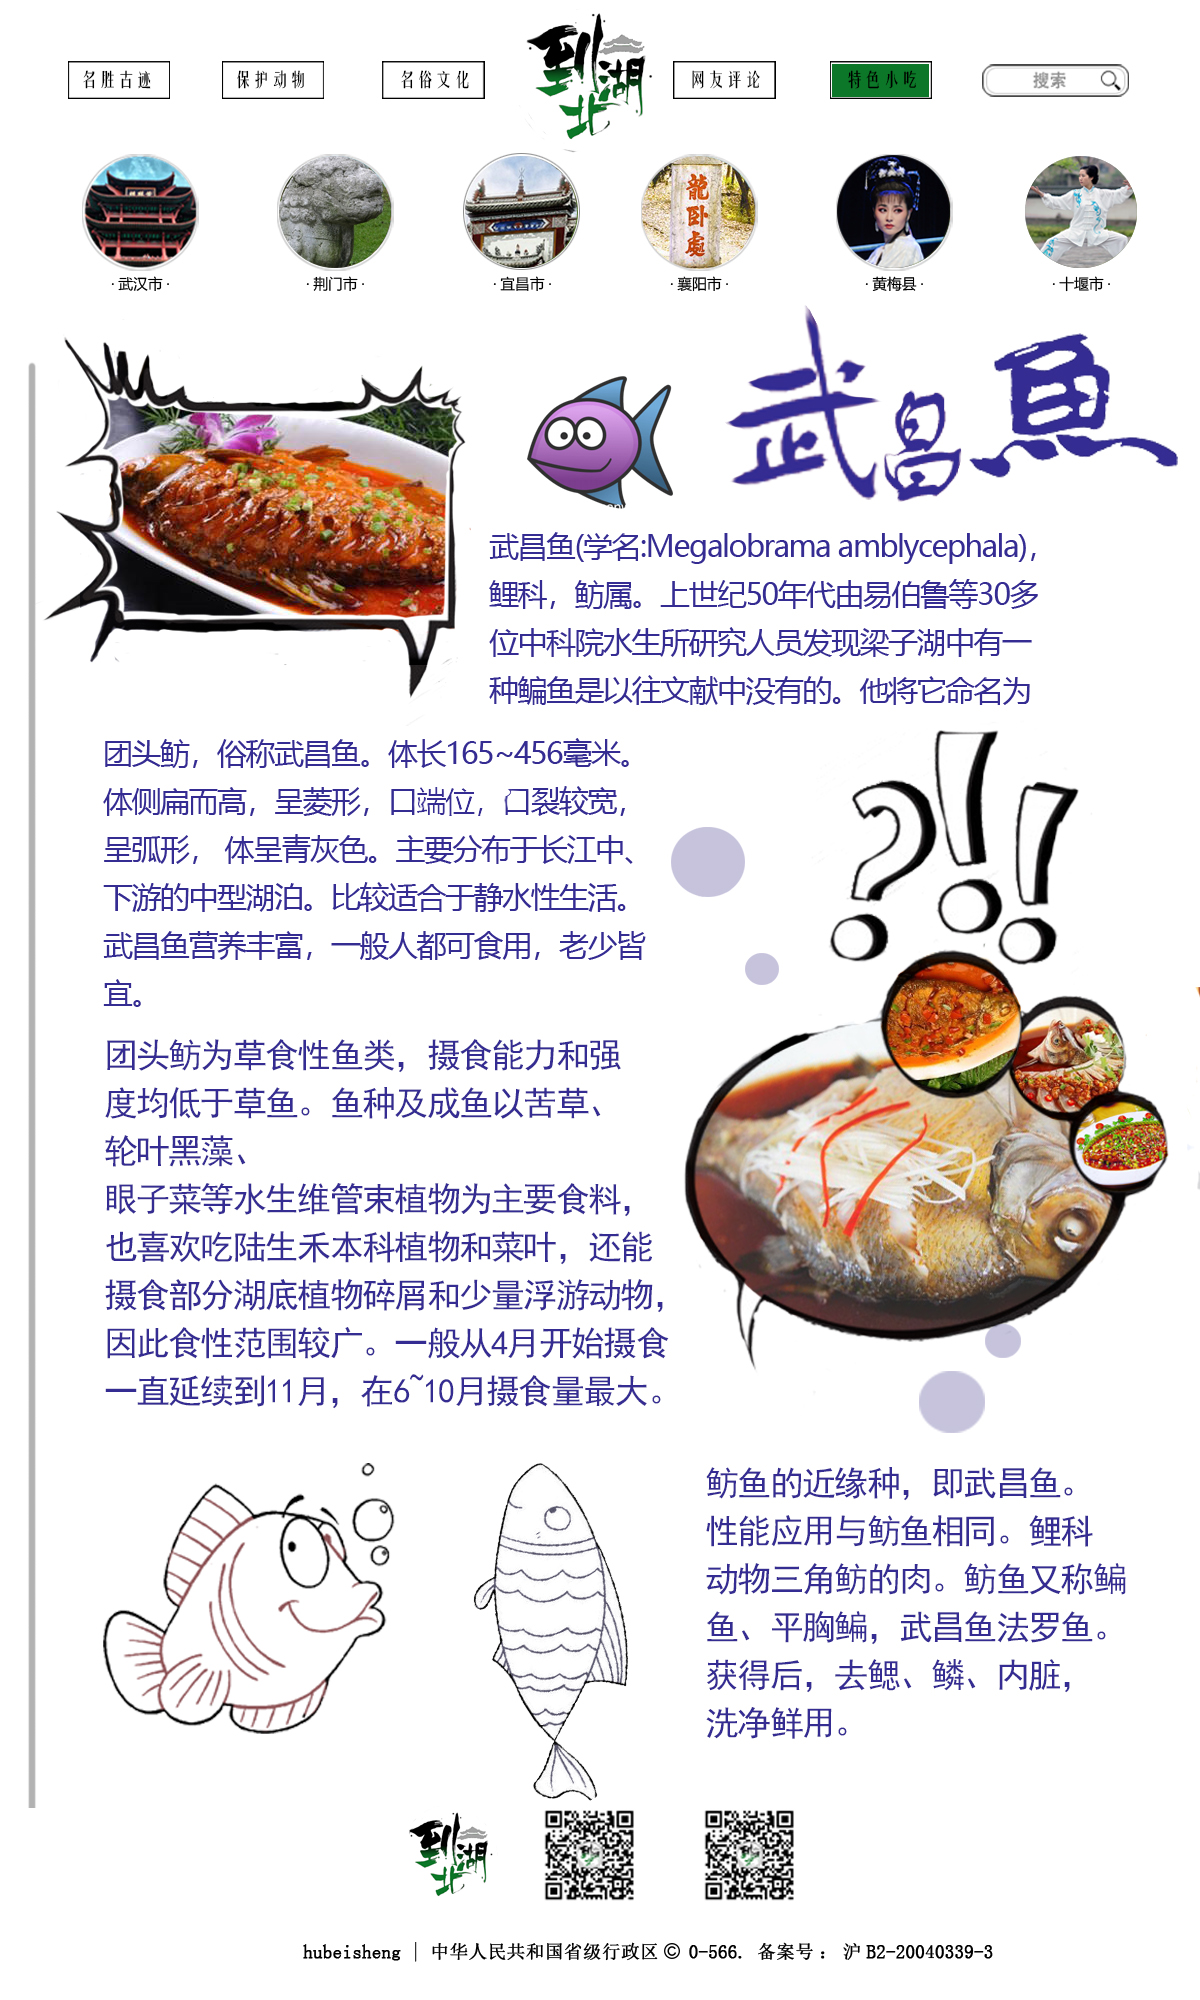 名胜古迹
保护动物
名俗文化
到湖北
网友评论
特色小吃
搜索
龍卧處
·武汉市·
·荆门市·
·宜昌市·
·襄阳市·
·黄梅县·
·十堰市·
武昌魚
武昌鱼(学名:Megalobrama amblycephala),
鲤科，鲂属。上世纪50年代由易伯鲁等30多
位中科院水生所研究人员发现梁子湖中有一
种鳊鱼是以往文献中没有的。他将它命名为
团头鲂，俗称武昌鱼。体长165~456毫米。
体侧扁而高，呈菱形，口端位，口裂较宽，
呈弧形， 体呈青灰色。主要分布于长江中、
下游的中型湖泊。比较适合于静水性生活。
武昌鱼营养丰富，一般人都可食用，老少皆
宜。
?!!
团头鲂为草食性鱼类，摄食能力和强
度均低于草鱼。鱼种及成鱼以苦草、
轮叶黑藻、
眼子菜等水生维管束植物为主要食料，
也喜欢吃陆生禾本科植物和菜叶，还能
摄食部分湖底植物碎屑和少量浮游动物，
因此食性范围较广。一般从4月开始摄食
一直延续到11月，在6~10月摄食量最大。
鲂鱼的近缘种，即武昌鱼。
性能应用与鲂鱼相同。鲤科
动物三角鲂的肉。鲂鱼又称鳊
鱼、平胸鳊，武昌鱼法罗鱼。
获得后，去鳃、鳞、内脏，
洗净鲜用。
到湖北
hubeisheng | 中华人民共和国省级行政区© 0-566. 备案号： 沪B2-20040339-3